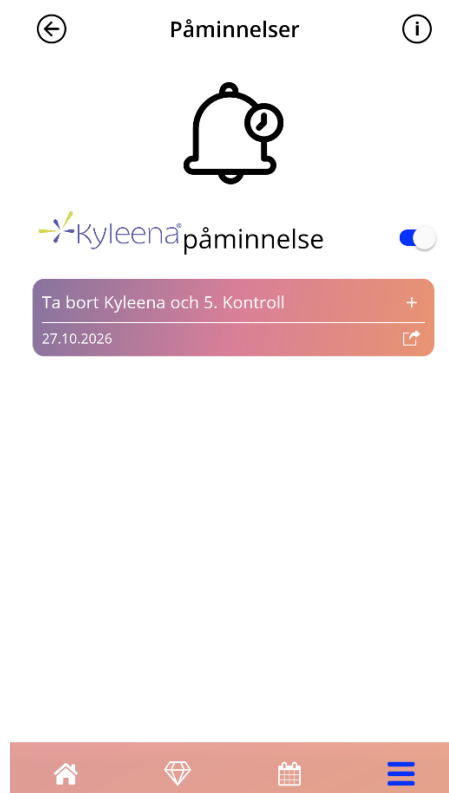 Påminnelser
Kyleena® påminnelse
Ta bort Kyleena och 5. Kontroll +
27.10.2026